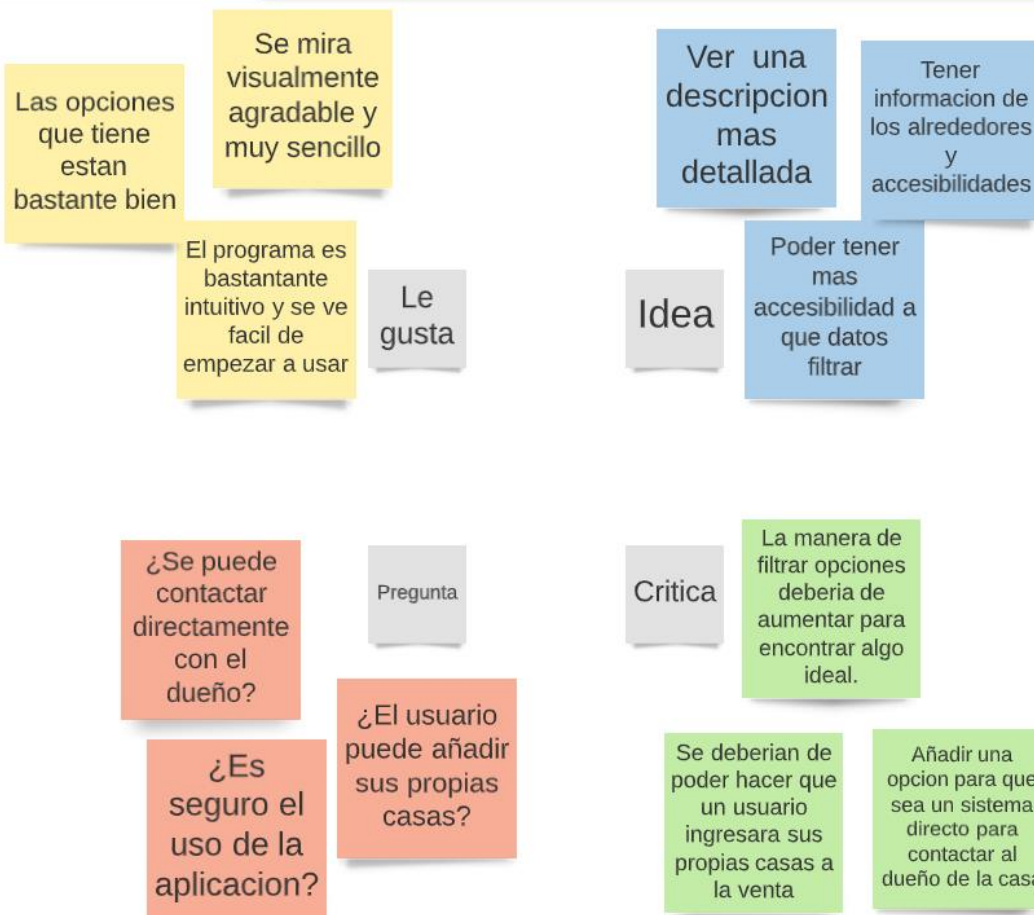 Las opciones
que tiene
estan
bastante bien
Se mira
visualmente
agradable y
muy sencillo
El programa es
bastantante
intuitivo y se ve
facil de
empezar a usar
Le
gusta
Ver una
descripcion
mas
detallada
Tener
informacion de
los alrededores
y
accesibilidades
Poder tener
mas
accesibilidad a
que datos
filtrar
Idea
¿Se puede
contactar
directamente
con el
dueño?
Pregunta
¿El usuario
puede añadir
sus propias
casas?
¿Es
seguro el
uso de la
aplicacion?
Critica
La manera de
filtrar opciones
deberia de
aumentar para
encontrar algo
ideal.
Se deberian de
poder hacer que
un usuario
ingresara sus
propias casas a
la venta
Añadir una
opcion para que
sea un sistema
directo para
contactar al
dueño de la casa